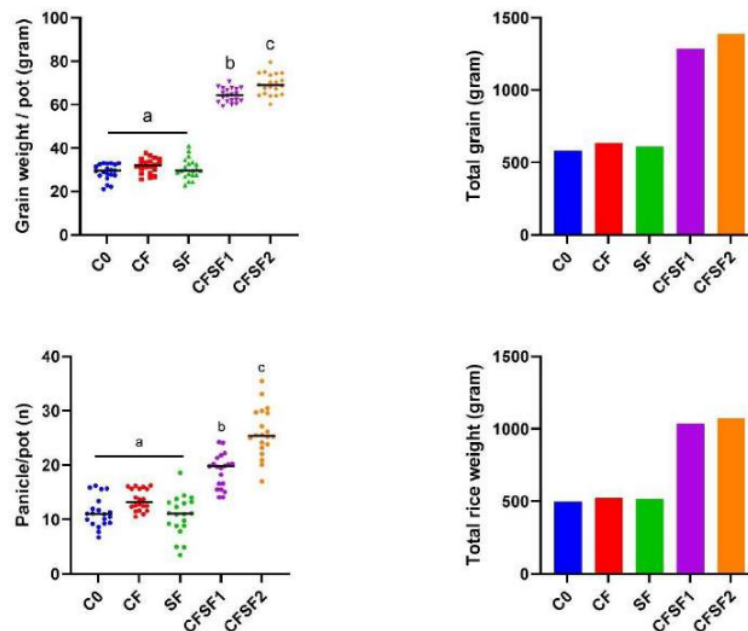 Grain weight / pot (gram)
100
80
60
40
20
0
a
b
c
C0
CF
SF
CFSF1
CFSF2
Total grain (gram)
1500
1000
500
0
C0
CF
SF
CFSF1
CFSF2
Panicle/pot (n)
40
30
20
10
0
a
b
c
C0
CF
SF
CFSF1
CFSF2
Total rice weight (gram)
1500
1000
500
0
C0
CF
SF
CFSF1
CFSF2